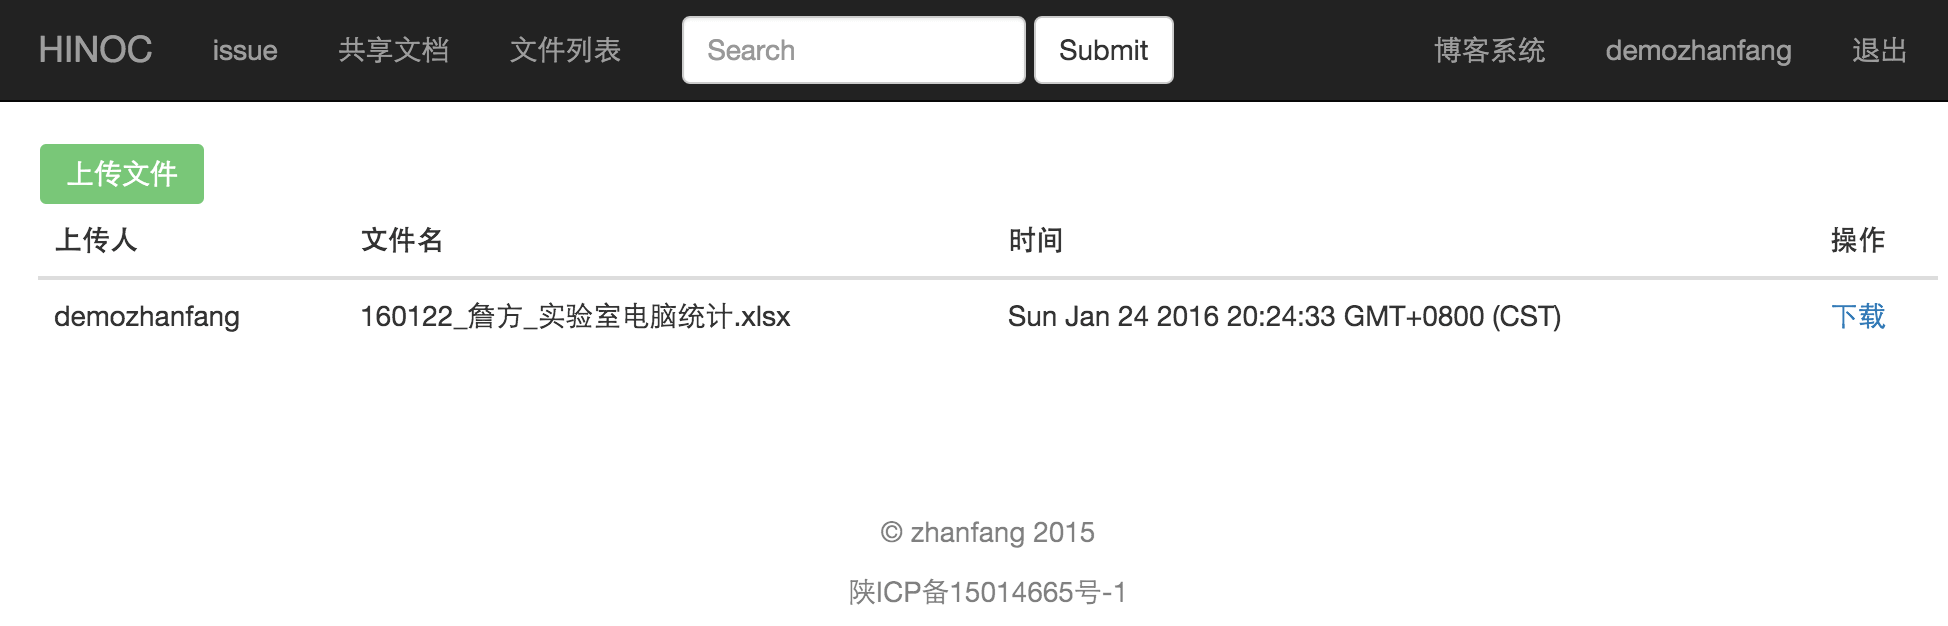 HINOC issue 共享文档 文件列表 Search Submit 博客系统 demozhanfang 退出
上传文件
上传人 文件名 时间 操作
demozhanfang 160122_詹方_实验室电脑统计.xlsx Sun Jan 24 2016 20:24:33 GMT+0800 (CST) 下载
© zhanfang 2015
陕ICP备15014665号-1